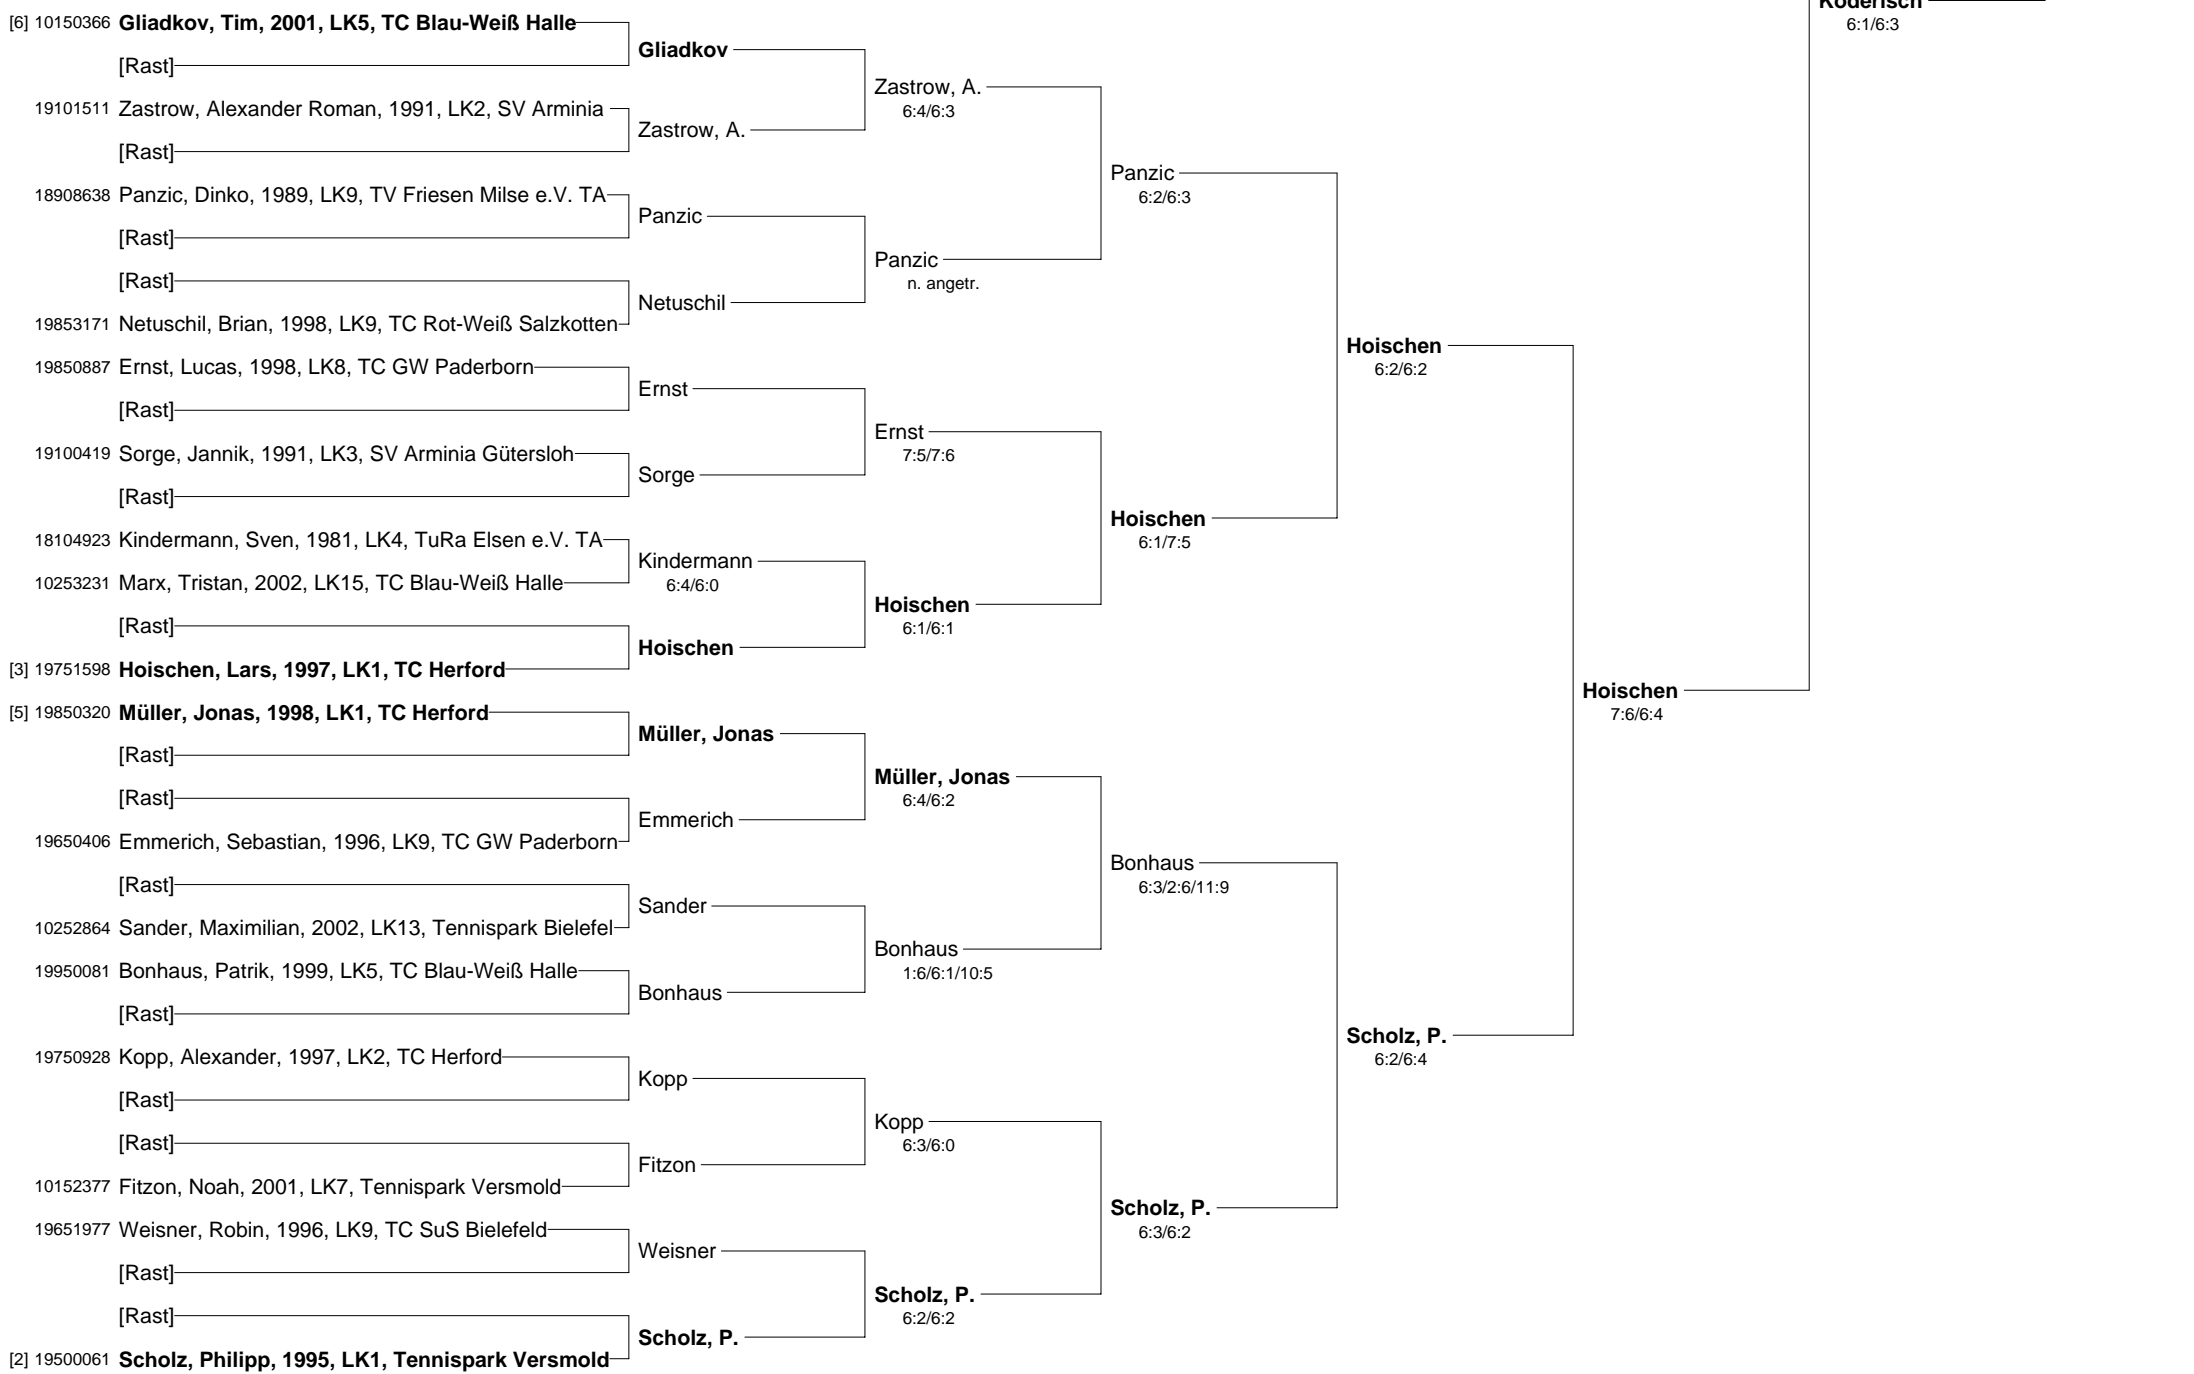 Koderisch
6:1/6:3
[6] 10150366 Gliadkov, Tim, 2001, LK5, TC Blau-Weiß Halle
Gliadkov
[Rast]
Zastrow, A.
6:4/6:3
19101511 Zastrow, Alexander Roman, 1991, LK2, SV Arminia
Zastrow, A.
[Rast]
Panzic
6:2/6:3
18908638 Panzic, Dinko, 1989, LK9, TV Friesen Milse e.V. TA
Panzic
[Rast]
Panzic
n. angetr.
[Rast]
Netuschil
19853171 Netuschil, Brian, 1998, LK9, TC Rot-Weiß Salzkotten
Hoischen
6:2/6:2
19850887 Ernst, Lucas, 1998, LK8, TC GW Paderborn
Ernst
[Rast]
Ernst
7:5/7:6
19100419 Sorge, Jannik, 1991, LK3, SV Arminia Gütersloh
Sorge
[Rast]
Hoischen
6:1/7:5
18104923 Kindermann, Sven, 1981, LK4, TuRa Elsen e.V. TA
Kindermann
6:4/6:0
10253231 Marx, Tristan, 2002, LK15, TC Blau-Weiß Halle
Hoischen
6:1/6:1
[Rast]
Hoischen
[3] 19751598 Hoischen, Lars, 1997, LK1, TC Herford
Hoischen
7:6/6:4
[5] 19850320 Müller, Jonas, 1998, LK1, TC Herford
Müller, Jonas
[Rast]
Müller, Jonas
6:4/6:2
[Rast]
Emmerich
19650406 Emmerich, Sebastian, 1996, LK9, TC GW Paderborn
Bonhaus
6:3/2:6/11:9
[Rast]
Sander
10252864 Sander, Maximilian, 2002, LK13, Tennispark Bielefel
Bonhaus
1:6/6:1/10:5
19950081 Bonhaus, Patrik, 1999, LK5, TC Blau-Weiß Halle
Bonhaus
[Rast]
Scholz, P.
6:2/6:4
19750928 Kopp, Alexander, 1997, LK2, TC Herford
Kopp
[Rast]
Kopp
6:3/6:0
[Rast]
Fitzon
10152377 Fitzon, Noah, 2001, LK7, Tennispark Versmold
Scholz, P.
6:3/6:2
19651977 Weisner, Robin, 1996, LK9, TC SuS Bielefeld
Weisner
[Rast]
Scholz, P.
6:2/6:2
[Rast]
Scholz, P.
[2] 19500061 Scholz, Philipp, 1995, LK1, Tennispark Versmold